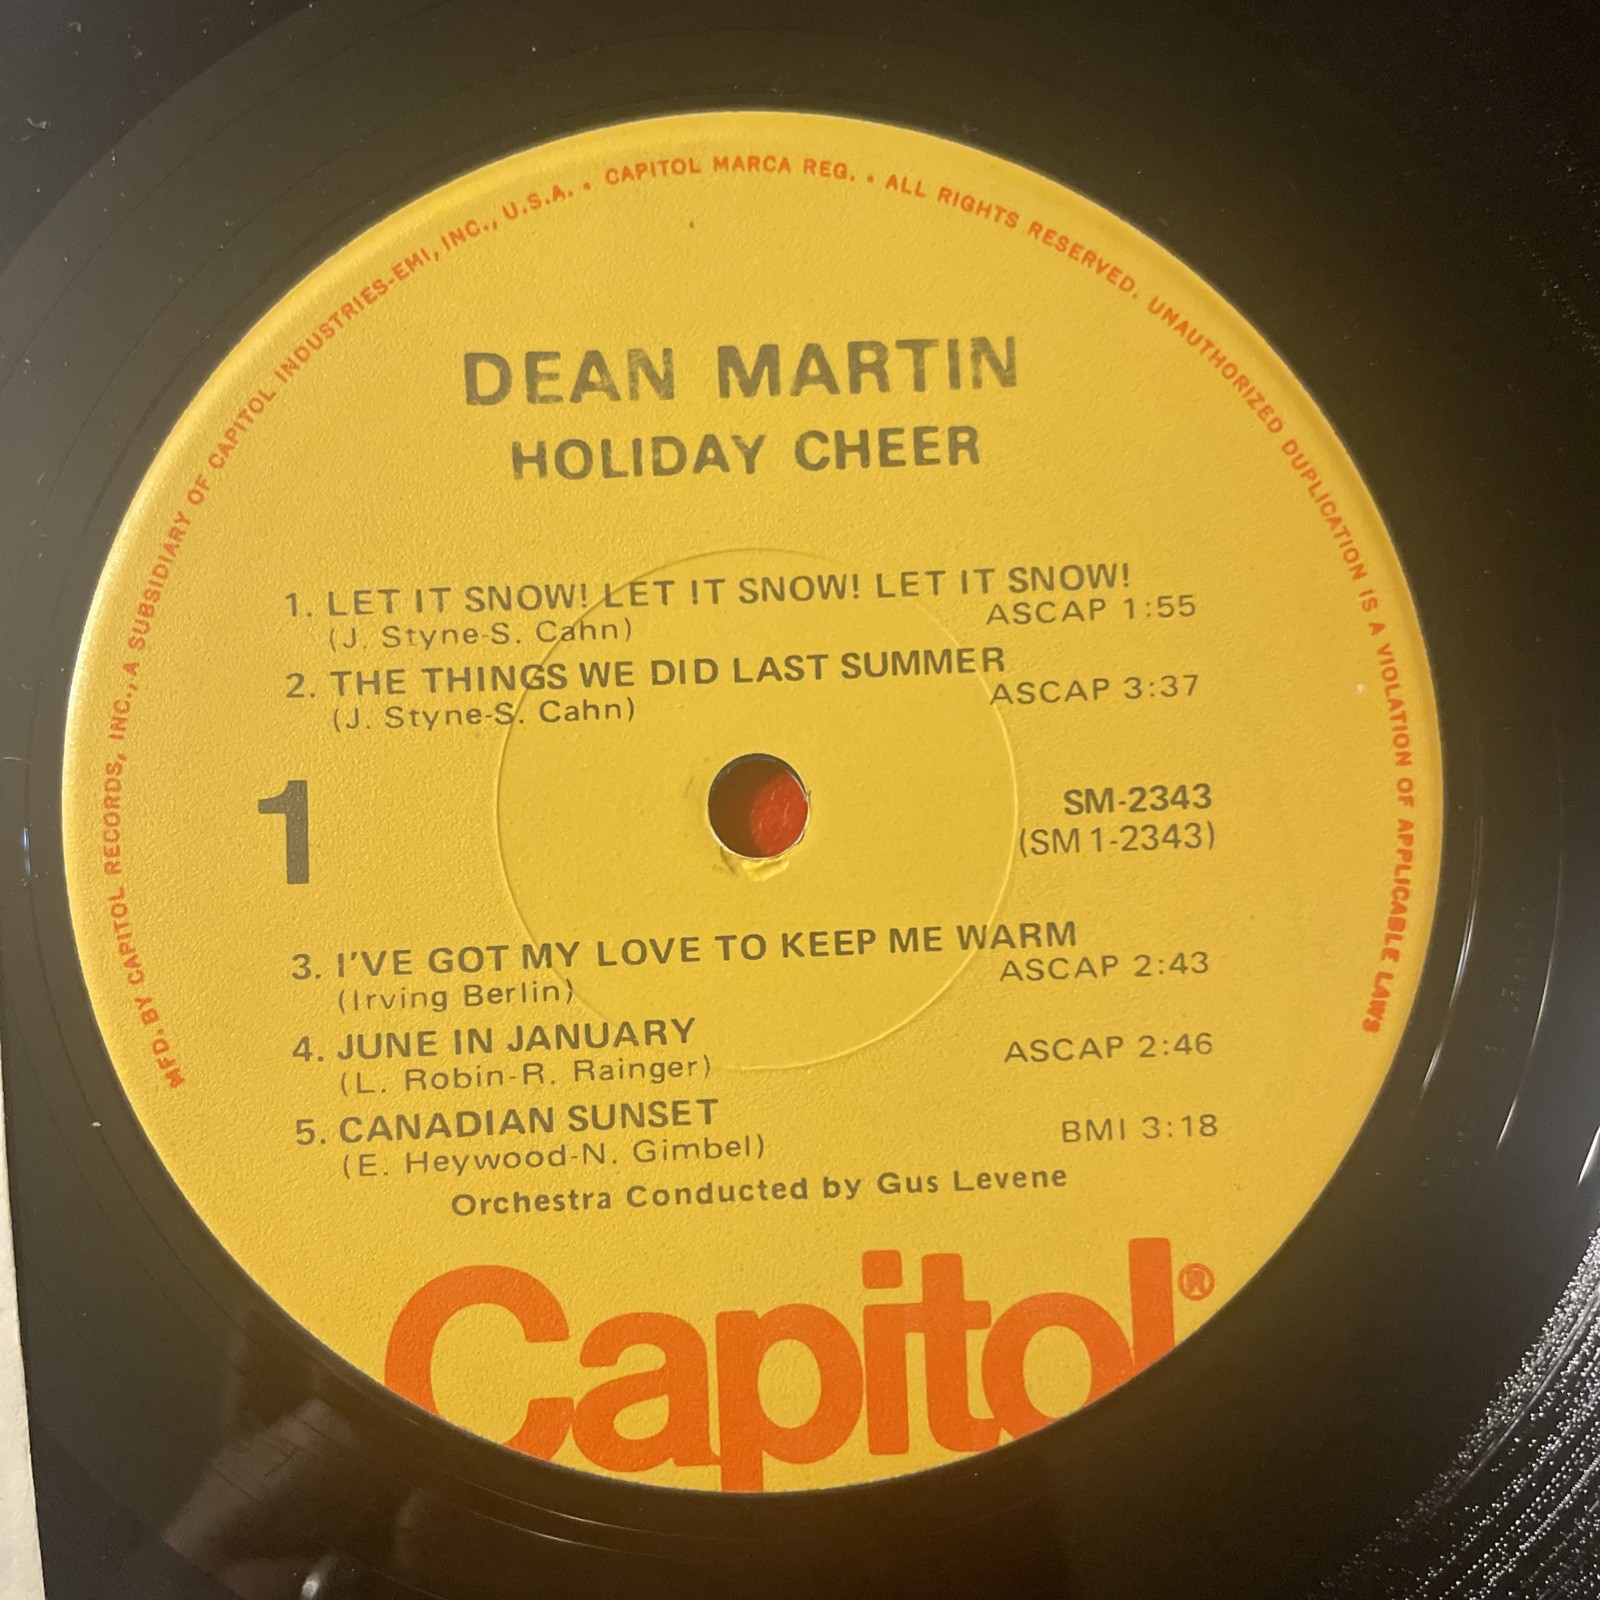 MFD. BY CAPITOL RECORDS, INC., A SUBSIDIARY OF CAPITOL INDUSTRIES-EMI, INC., U.S.A. • CAPITOL MARCA REG. • ALL RIGHTS RESERVED. UNAUTHORIZED DUPLICATION IS A VIOLATION OF APPLICABLE LAWS
DEAN MARTIN
HOLIDAY CHEER
1. LET IT SNOW! LET IT SNOW! LET IT SNOW!
(J. Styne-S. Cahn) ASCAP 1:55
2. THE THINGS WE DID LAST SUMMER
(J. Styne-S. Cahn) ASCAP 3:37
1
SM-2343
(SM 1-2343)
3. I'VE GOT MY LOVE TO KEEP ME WARM
(Irving Berlin) ASCAP 2:43
4. JUNE IN JANUARY ASCAP 2:46
(L. Robin-R. Rainger)
5. CANADIAN SUNSET BMI 3:18
(E. Heywood-N. Gimbel)
Orchestra Conducted by Gus Levene
Capitol®